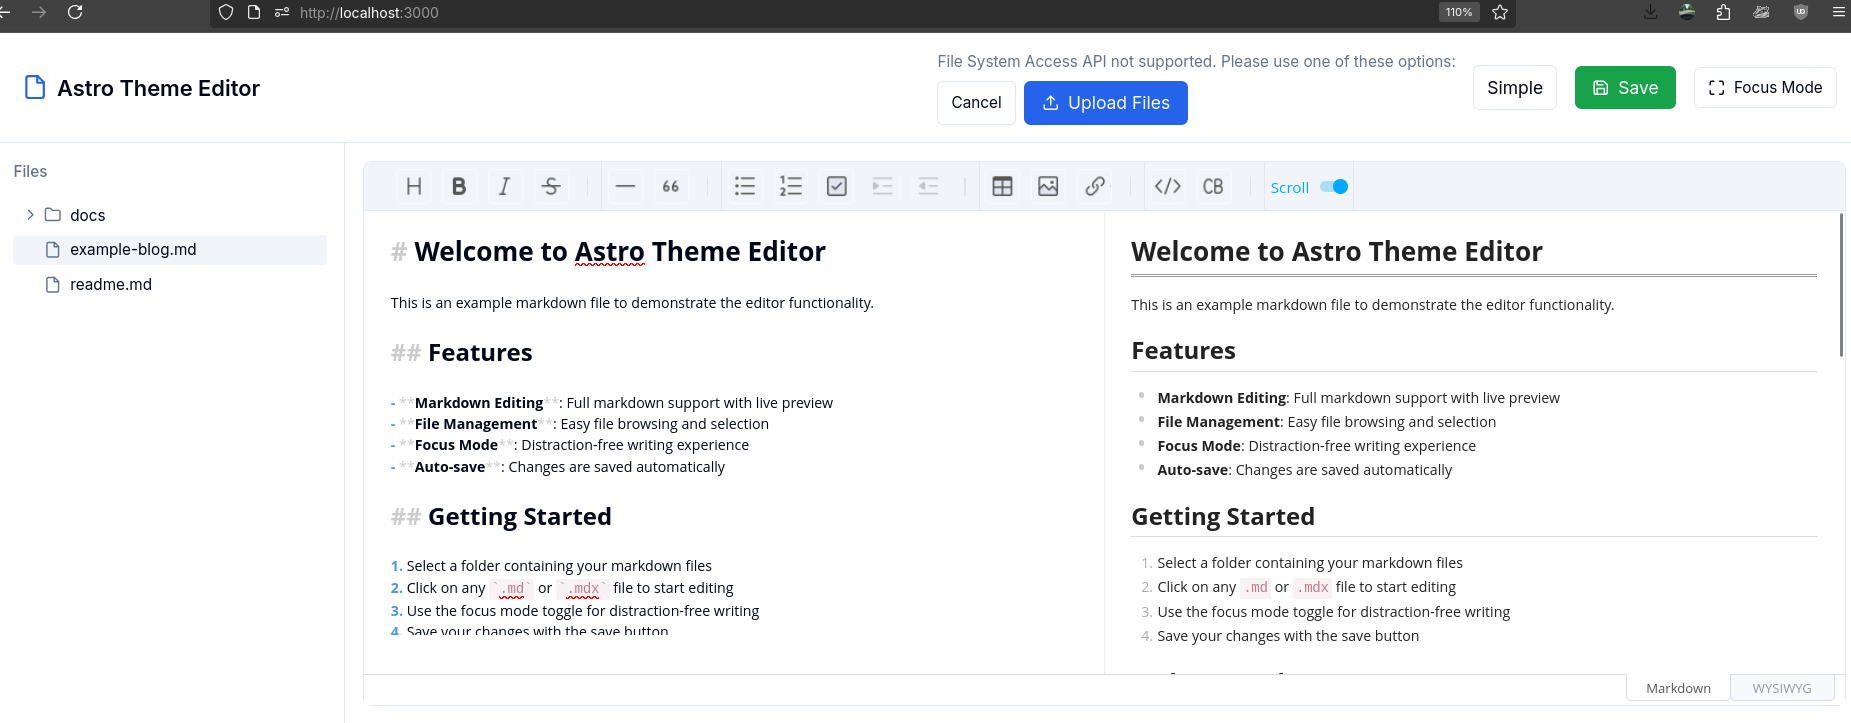 http://localhost:3000
110%
Astro Theme Editor
File System Access API not supported. Please use one of these options:
Cancel
Upload Files
Simple
Save
Focus Mode
Files
docs
example-blog.md
readme.md
H B I S — 66 </> CB Scroll
# Welcome to Astro Theme Editor
This is an example markdown file to demonstrate the editor functionality.
## Features
- **Markdown Editing**: Full markdown support with live preview
- **File Management**: Easy file browsing and selection
- **Focus Mode**: Distraction-free writing experience
- **Auto-save**: Changes are saved automatically
## Getting Started
1. Select a folder containing your markdown files
2. Click on any `.md` or `.mdx` file to start editing
3. Use the focus mode toggle for distraction-free writing
4. Save your changes with the save button
Welcome to Astro Theme Editor
This is an example markdown file to demonstrate the editor functionality.
Features
Markdown Editing: Full markdown support with live preview
File Management: Easy file browsing and selection
Focus Mode: Distraction-free writing experience
Auto-save: Changes are saved automatically
Getting Started
1. Select a folder containing your markdown files
2. Click on any .md or .mdx file to start editing
3. Use the focus mode toggle for distraction-free writing
4. Save your changes with the save button
Markdown
WYSIWYG